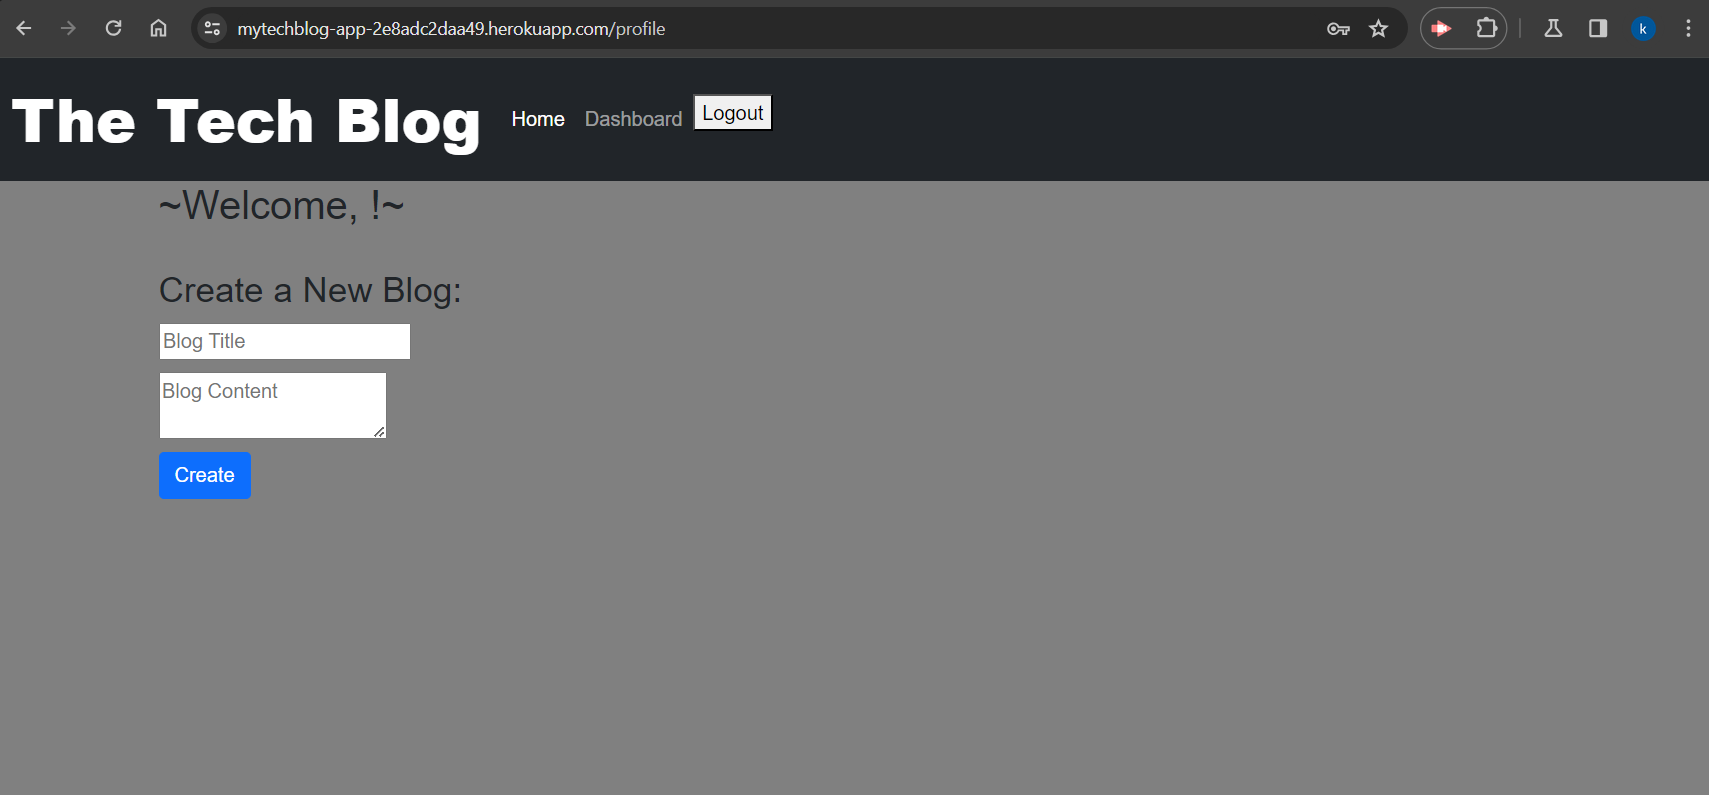 mytechblog-app-2e8adc2daa49.herokuapp.com/profile
k
The Tech Blog Home Dashboard Logout
~Welcome, !~
Create a New Blog:
Blog Title
Blog Content
Create